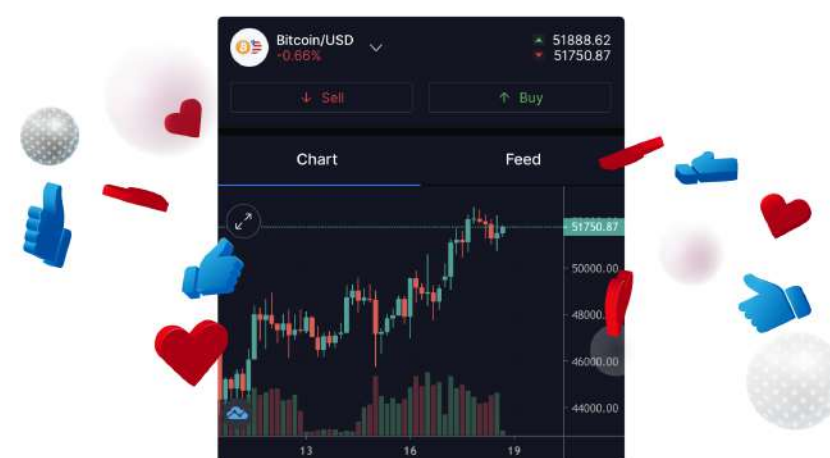 Bitcoin/USD
-0.66%
51888.62
51750.87
Sell
Buy
Chart
Feed
51750.87
50000.00
48000.
46000.00
44000.00
13
16
19